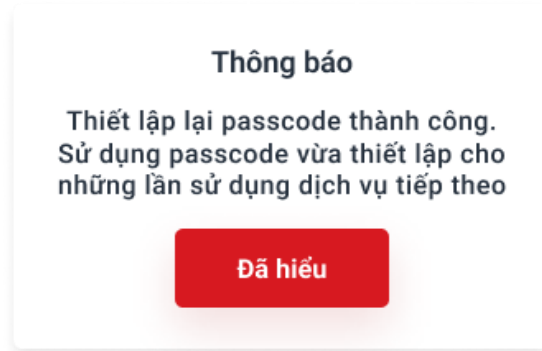 Thông báo
Thiết lập lại passcode thành công.
Sử dụng passcode vừa thiết lập cho
những lần sử dụng dịch vụ tiếp theo
Đã hiểu